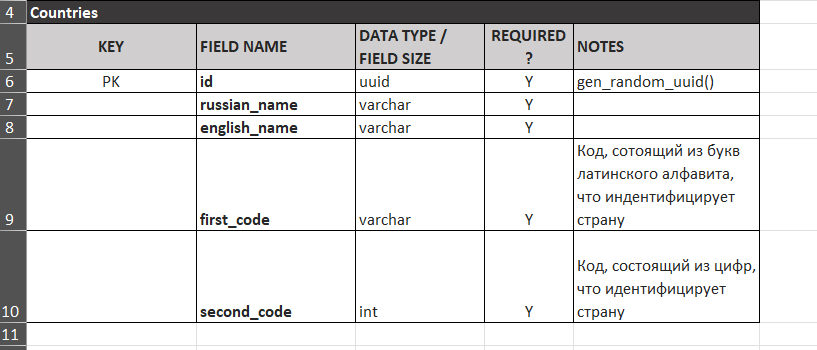 4 Countries
5 KEY FIELD NAME DATA TYPE / FIELD SIZE REQUIRED ? NOTES
6 PK id uuid Y gen_random_uuid()
7 russian_name varchar Y
8 english_name varchar Y
9 first_code varchar Y Код, сотоящий из букв
латинского алфавита,
что индентифицирует
страну
10 second_code int Y Код, состоящий из цифр,
что идентифицирует
страну
11